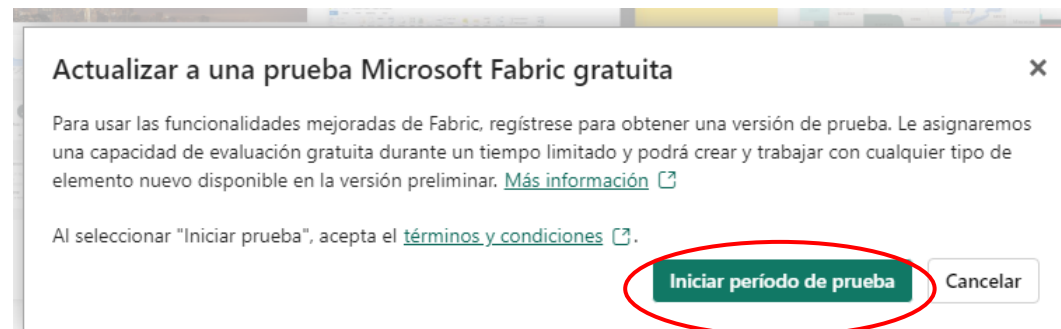 Actualizar a una prueba Microsoft Fabric gratuita
Para usar las funcionalidades mejoradas de Fabric, regístrese para obtener una versión de prueba. Le asignaremos
una capacidad de evaluación gratuita durante un tiempo limitado y podrá crear y trabajar con cualquier tipo de
elemento nuevo disponible en la versión preliminar. Más información
Al seleccionar "Iniciar prueba", acepta el términos y condiciones.
Iniciar período de prueba Cancelar